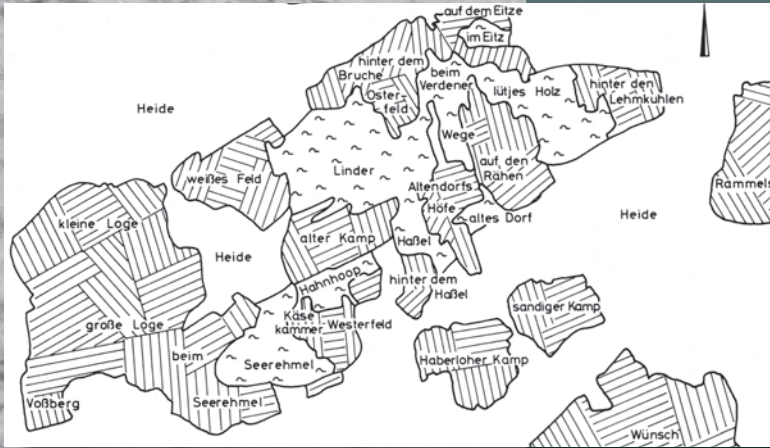 auf dem Eitze
im Eitz
hinter dem
Bruche
beim
Verdener
Wege
Oster-
feld
lütjes Holz
hinter den
Lehmkuhlen
Heide
Linder
weißes Feld
auf den
Rähen
Rammels
Altendorfs
Höfe
altes Dorf
Heide
kleine Loge
alter Kamp
Haßel
Heide
Hahnhoop
hinter dem
Haßel
sandiger Kamp
große Loge
Käse
kammer
Westerfeld
beim
Seerehmel
Seerehmel
Haberloher Kamp
Voßberg
Wünsch